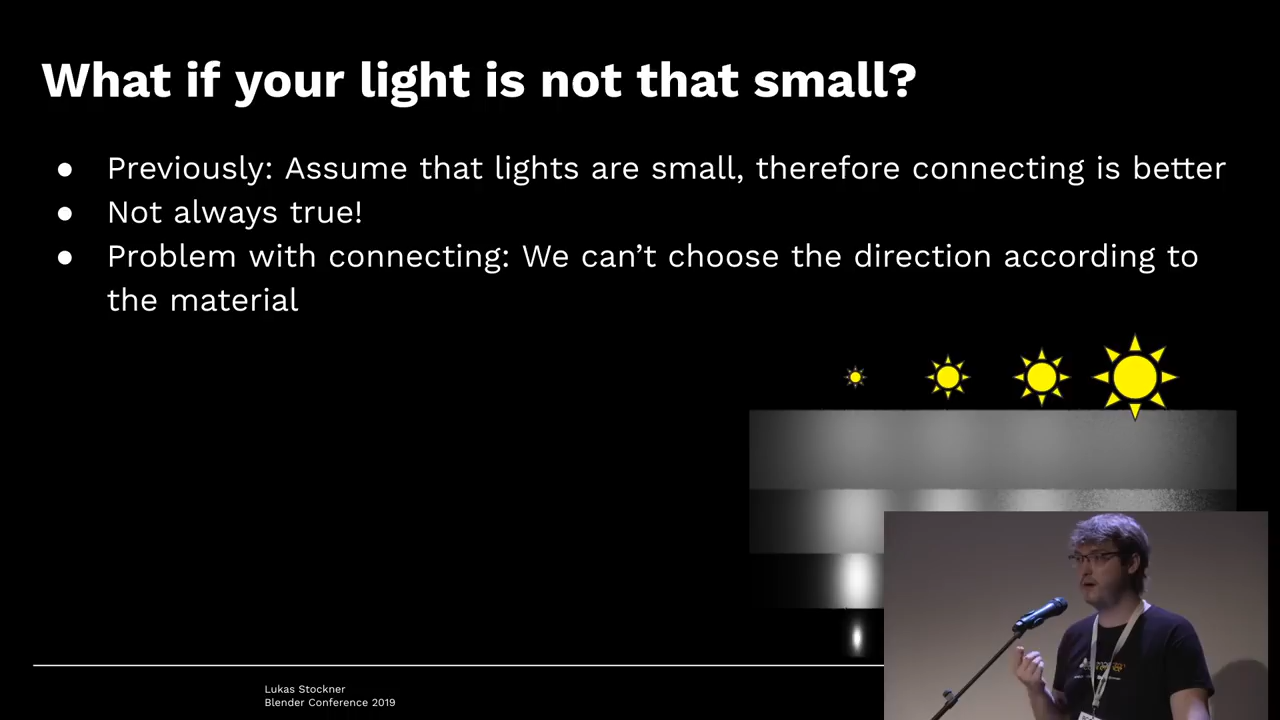 What if your light is not that small?
● Previously: Assume that lights are small, therefore connecting is better
● Not always true!
● Problem with connecting: We can’t choose the direction according to
the material
Lukas Stockner
Blender Conference 2019